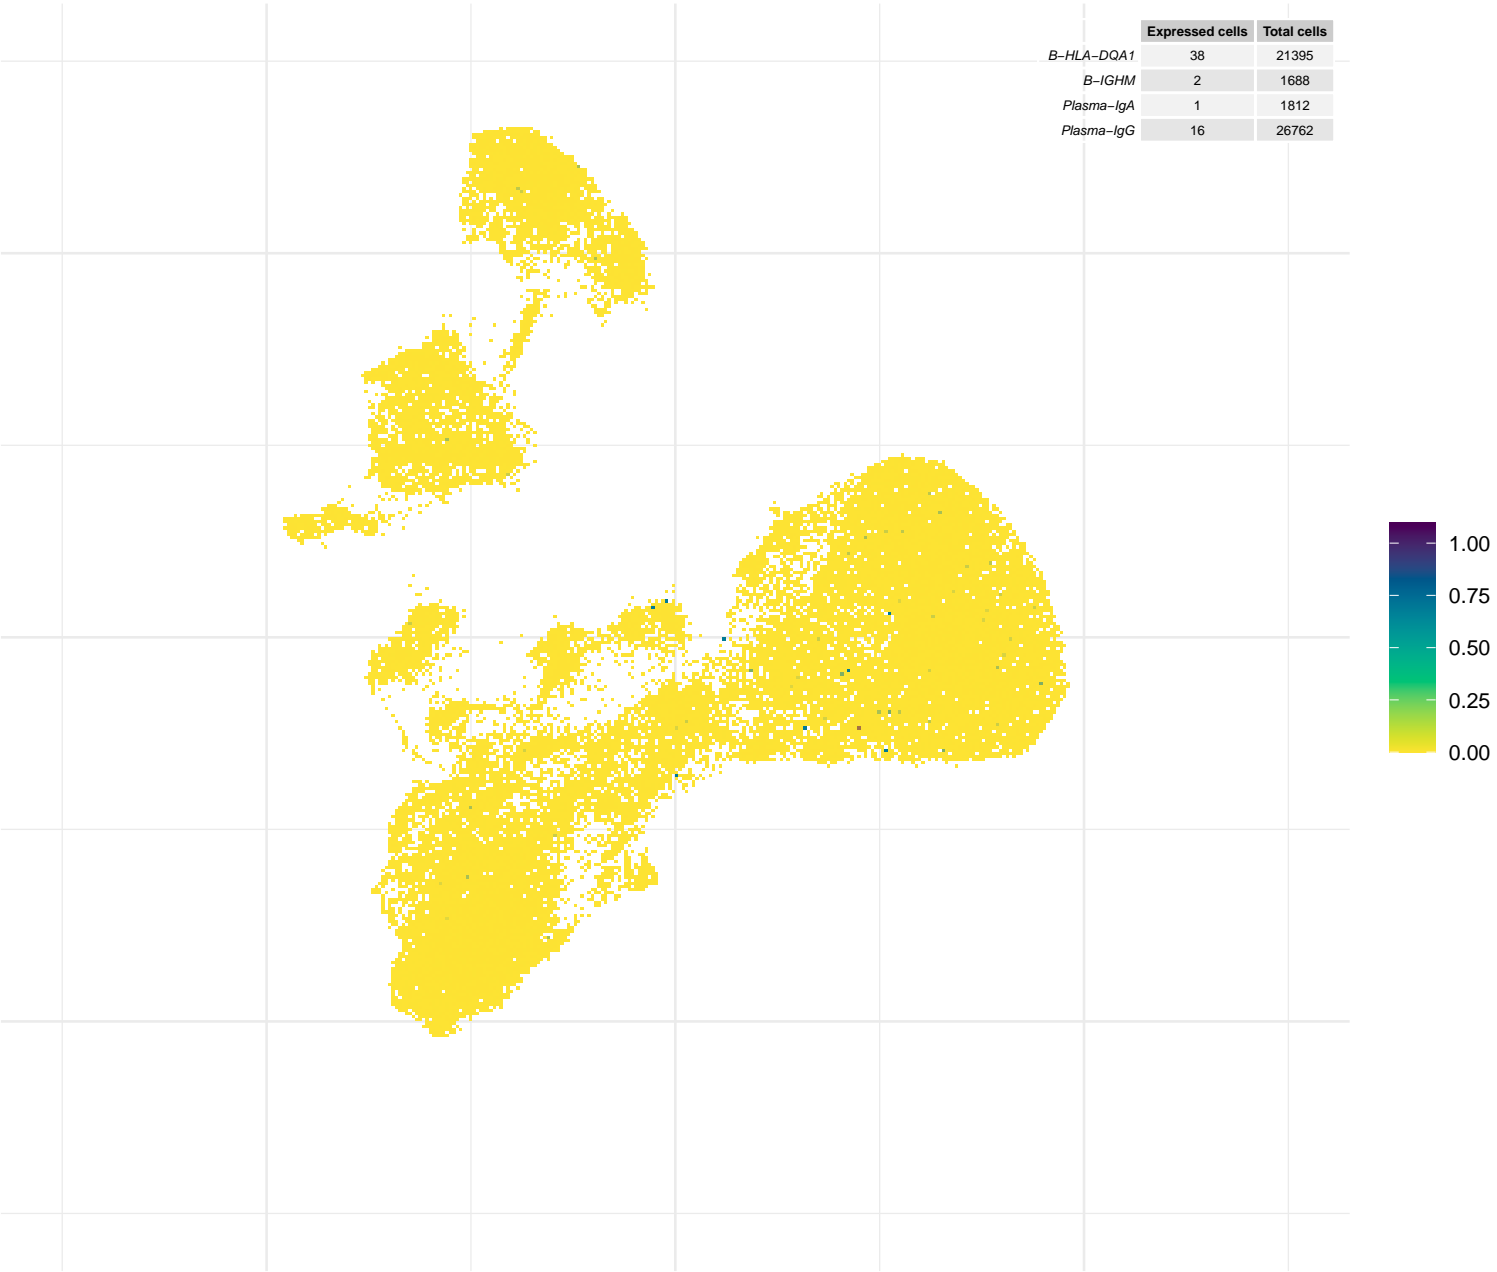 Expressed cells Total cells
B−HLA−DQA1 38 21395
B−IGHM 2 1688
Plasma−IgA 1 1812
Plasma−IgG 16 26762
1.00
0.75
0.50
0.25
0.00